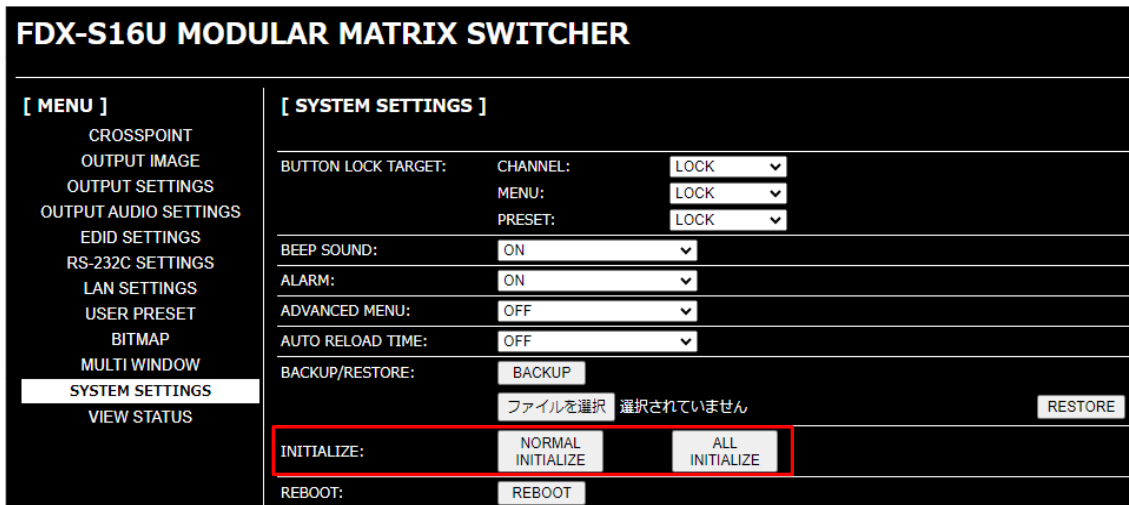 FDX-S16U MODULAR MATRIX SWITCHER
[ MENU ]
CROSSPOINT
OUTPUT IMAGE
OUTPUT SETTINGS
OUTPUT AUDIO SETTINGS
EDID SETTINGS
RS-232C SETTINGS
LAN SETTINGS
USER PRESET
BITMAP
MULTI WINDOW
SYSTEM SETTINGS
VIEW STATUS
[ SYSTEM SETTINGS ]
BUTTON LOCK TARGET: CHANNEL: LOCK
MENU: LOCK
PRESET: LOCK
BEEP SOUND: ON
ALARM: ON
ADVANCED MENU: OFF
AUTO RELOAD TIME: OFF
BACKUP/RESTORE: BACKUP
ファイルを選択 選択されていません RESTORE
INITIALIZE: NORMAL INITIALIZE ALL INITIALIZE
REBOOT: REBOOT